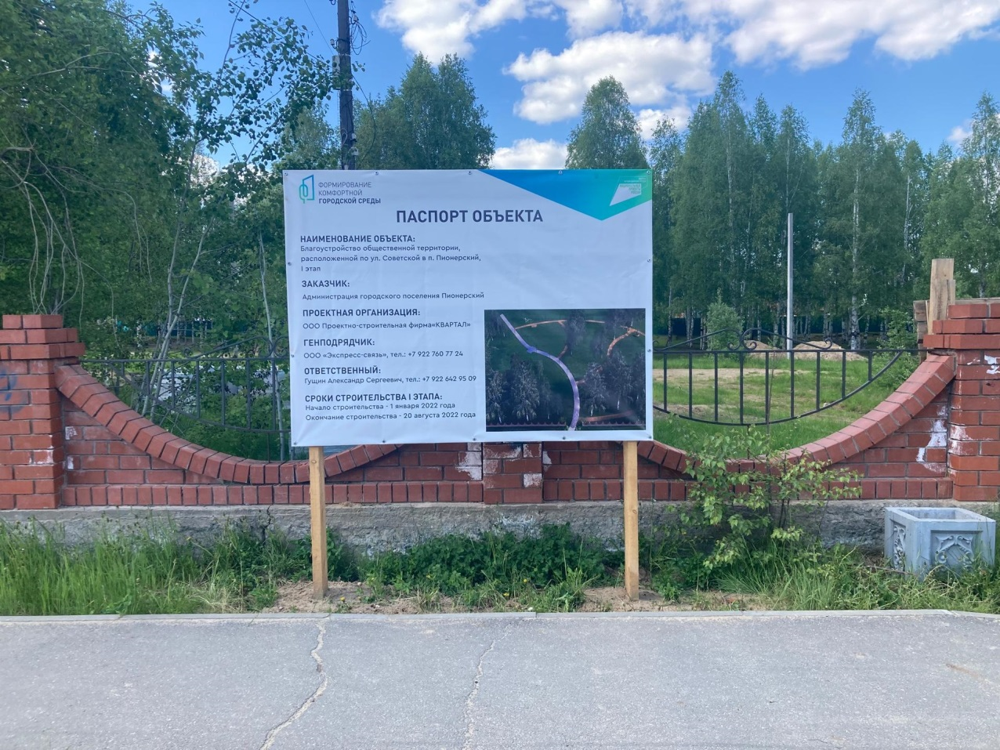 ФОРМИРОВАНИЕ
КОМФОРТНОЙ
ГОРОДСКОЙ СРЕДЫ
ПАСПОРТ ОБЪЕКТА
НАИМЕНОВАНИЕ ОБЪЕКТА:
Благоустройство общественной территории,
расположенной по ул. Советской в п. Пионерский,
I этап
ЗАКАЗЧИК:
Администрация городского поселения Пионерский
ПРОЕКТНАЯ ОРГАНИЗАЦИЯ:
ООО Проектно-строительная фирма«КВАРТАЛ»
ГЕНПОДРЯДЧИК:
ООО «Экспресс-связь», тел.: +7 922 760 77 24
ОТВЕТСТВЕННЫЙ:
Гущин Александр Сергеевич, тел.: +7 922 642 95 09
СРОКИ СТРОИТЕЛЬСТВА I ЭТАПА:
Начало строительства - 1 января 2022 года
Окончание строительства - 20 августа 2022 года